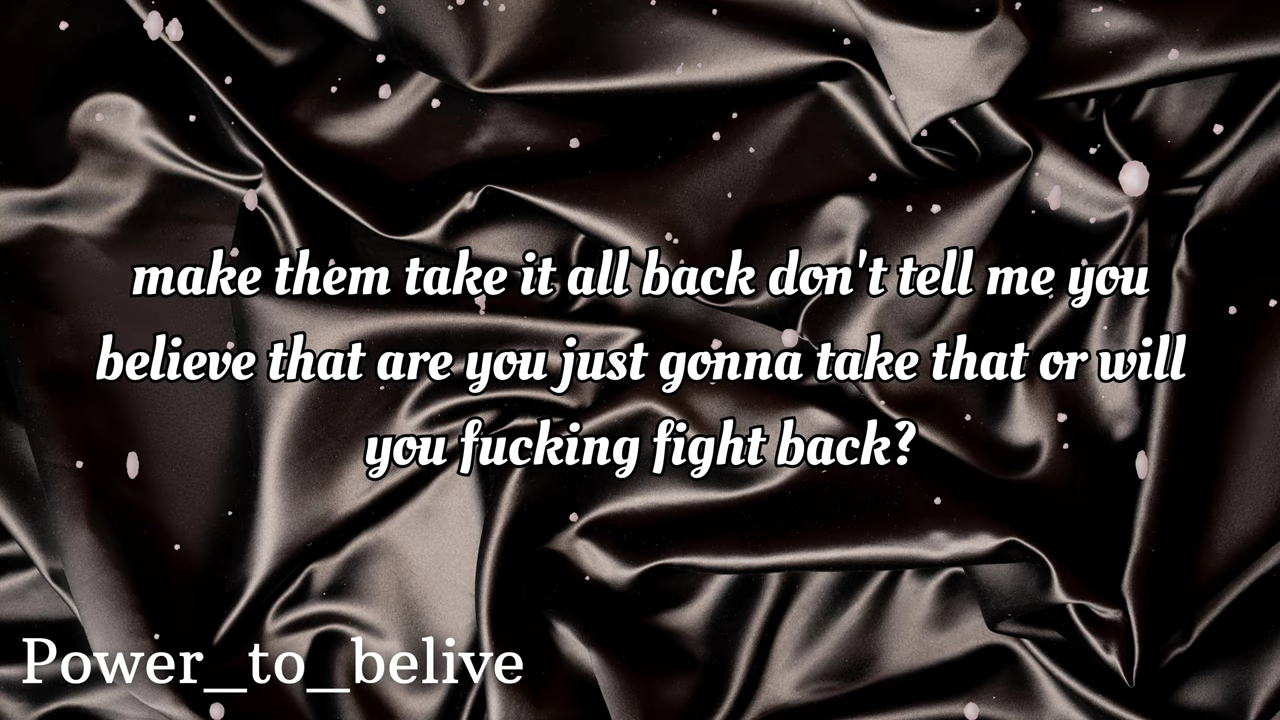 make them take it all back don't tell me you
believe that are you just gonna take that or will
you fucking fight back?
Power_to_belive